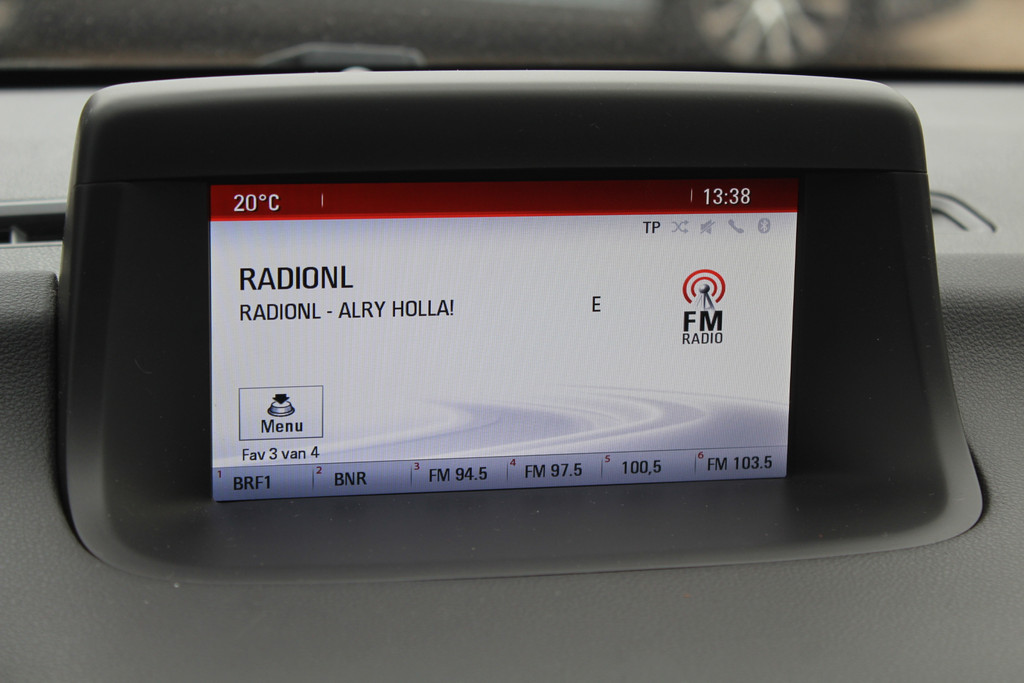 20°C 13:38
TP
RADIONL
RADIONL - ALRY HOLLA! E
FM
RADIO
Menu
Fav 3 van 4
1 BRF1 2 BNR 3 FM 94.5 4 FM 97.5 5 100,5 6 FM 103.5